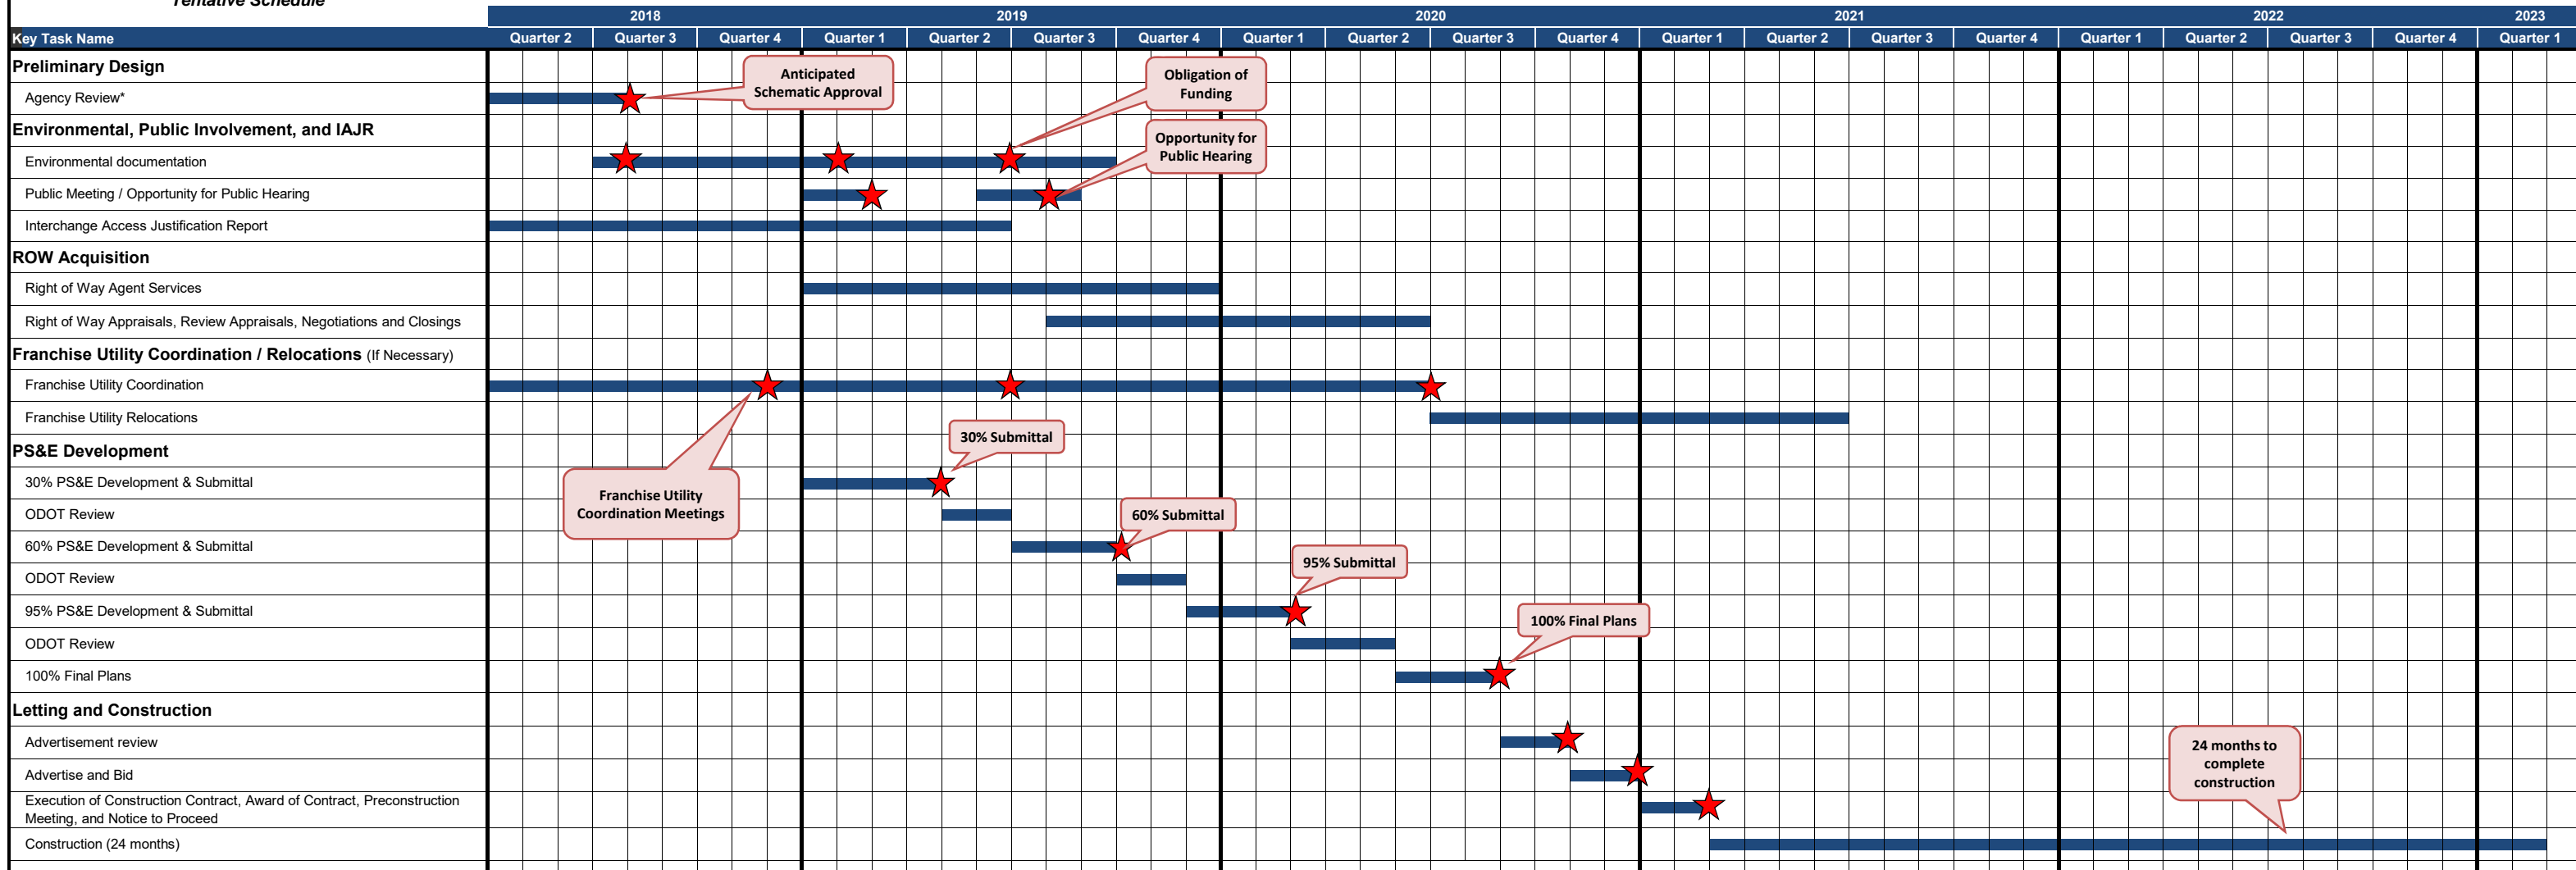 Tentative Schedule
2018 2019 2020 2021 2022 2023
Key Task Name Quarter 2 Quarter 3 Quarter 4 Quarter 1 Quarter 2 Quarter 3 Quarter 4 Quarter 1 Quarter 2 Quarter 3 Quarter 4 Quarter 1 Quarter 2 Quarter 3 Quarter 4 Quarter 1 Quarter 2 Quarter 3 Quarter 4 Quarter 1
Preliminary Design
Anticipated
Schematic Approval
Obligation of
Funding
Agency Review*
Environmental, Public Involvement, and IAJR
Opportunity for
Public Hearing
Environmental documentation
Public Meeting / Opportunity for Public Hearing
Interchange Access Justification Report
ROW Acquisition
Right of Way Agent Services
Right of Way Appraisals, Review Appraisals, Negotiations and Closings
Franchise Utility Coordination / Relocations (If Necessary)
Franchise Utility Coordination
Franchise Utility Relocations
30% Submittal
PS&E Development
30% PS&E Development & Submittal
Franchise Utility
Coordination Meetings
ODOT Review
60% Submittal
60% PS&E Development & Submittal
95% Submittal
ODOT Review
95% PS&E Development & Submittal
100% Final Plans
ODOT Review
100% Final Plans
Letting and Construction
Advertisement review
24 months to
complete
construction
Advertise and Bid
Execution of Construction Contract, Award of Contract, Preconstruction
Meeting, and Notice to Proceed
Construction (24 months)